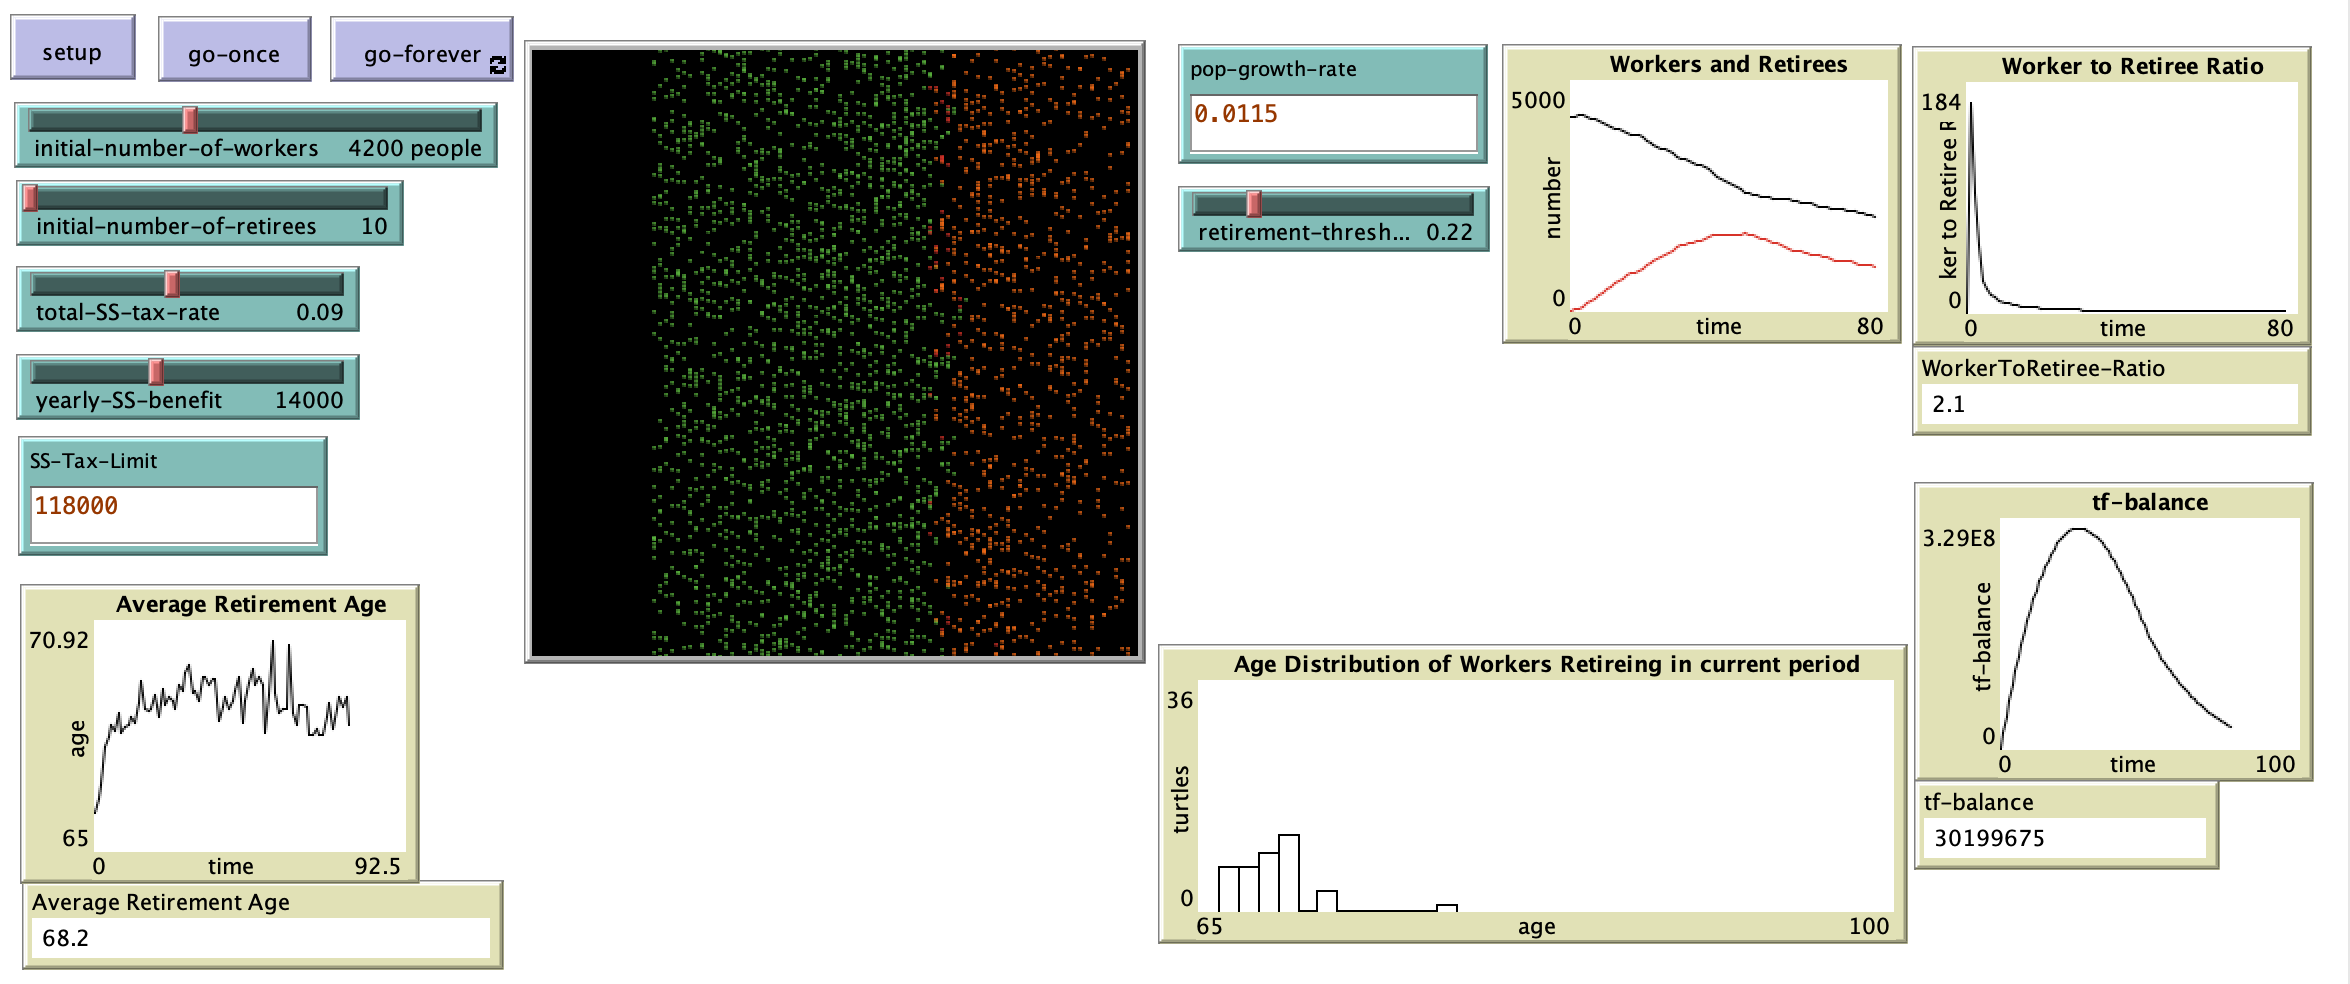 setup
go-once
go-forever
initial-number-of-workers 4200 people
initial-number-of-retirees 10
total-SS-tax-rate 0.09
yearly-SS-benefit 14000
SS-Tax-Limit
118000
Average Retirement Age
70.92
age
65
0 time 92.5
Average Retirement Age
68.2
pop-growth-rate
0.0115
retirement-thresh... 0.22
Workers and Retirees
5000
number
0
0 time 80
Worker to Retiree Ratio
184
ker to Retiree R
0
0 time 80
WorkerToRetiree-Ratio
2.1
Age Distribution of Workers Retireing in current period
36
turtles
0
65 age 100
tf-balance
3.29E8
tf-balance
0
0 time 100
tf-balance
30199675